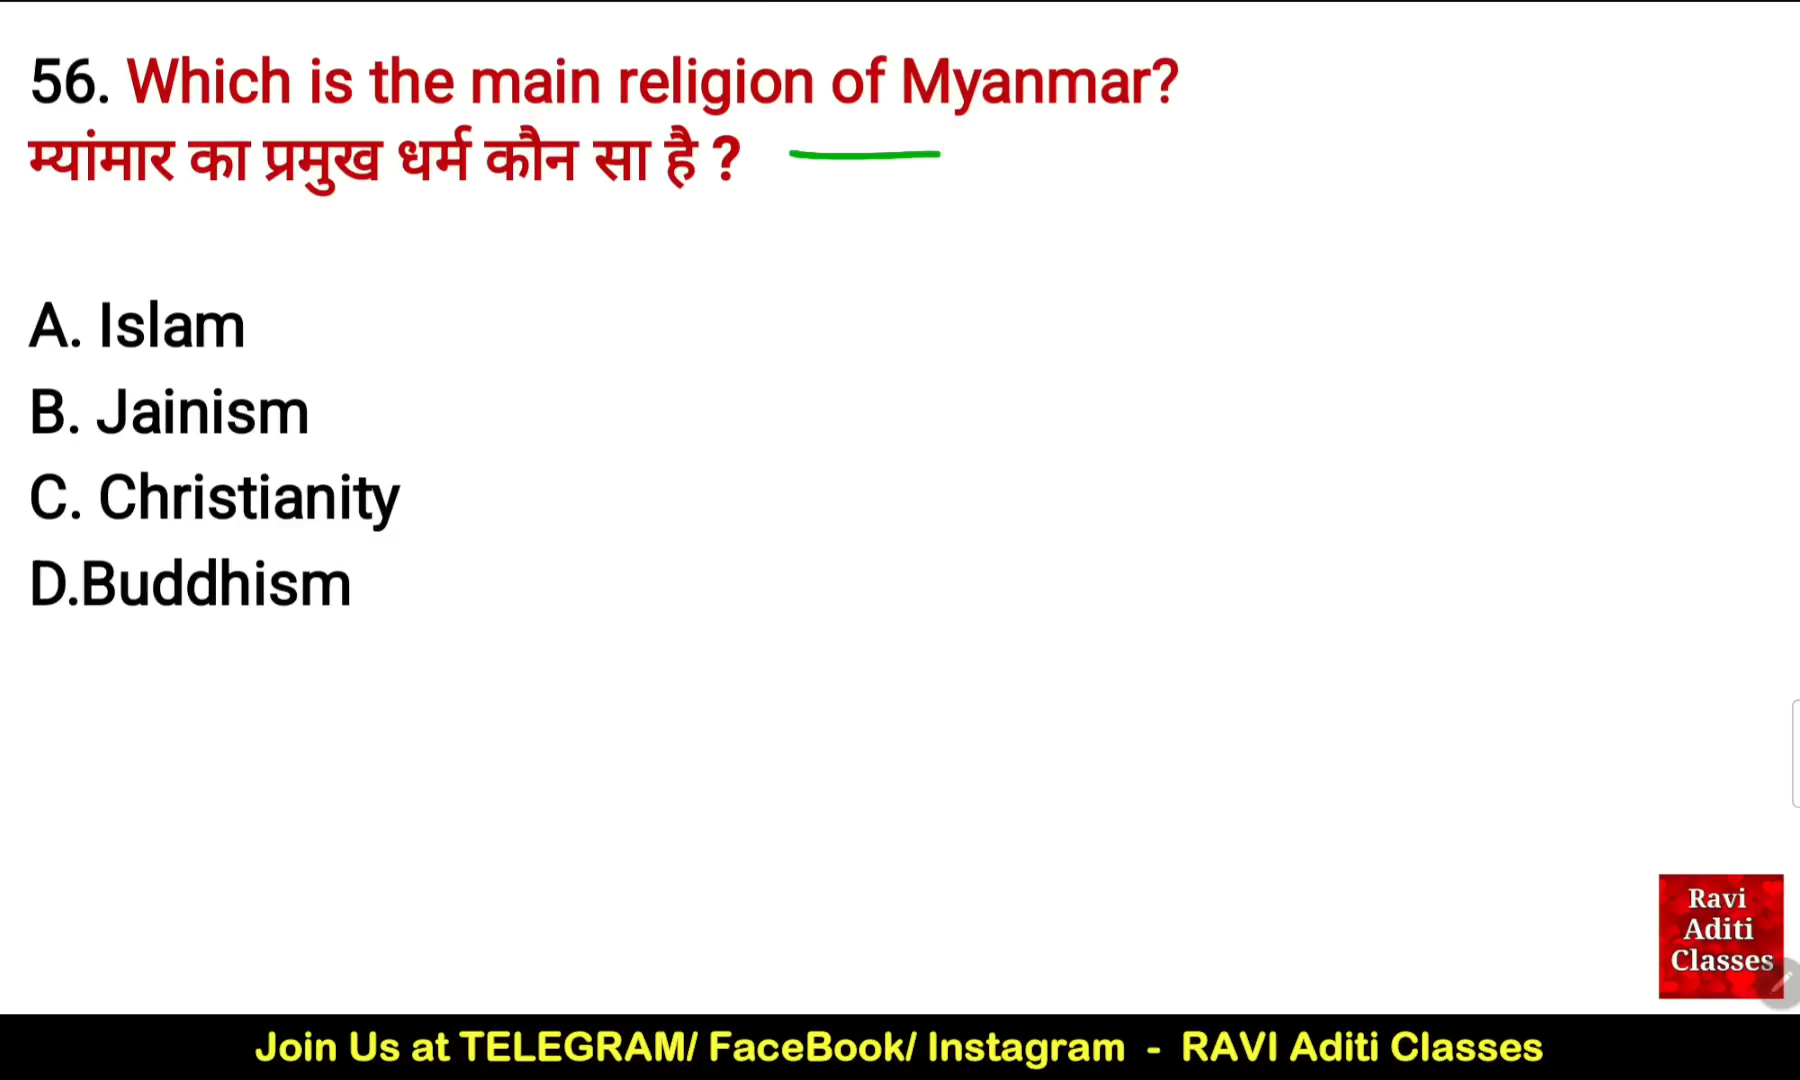 56. Which is the main religion of Myanmar?
म्यांमार का प्रमुख धर्म कौन सा है ?
A. Islam
B. Jainism
C. Christianity
D.Buddhism
Ravi
Aditi
Classes
Join Us at TELEGRAM/ FaceBook/ Instagram - RAVI Aditi Classes